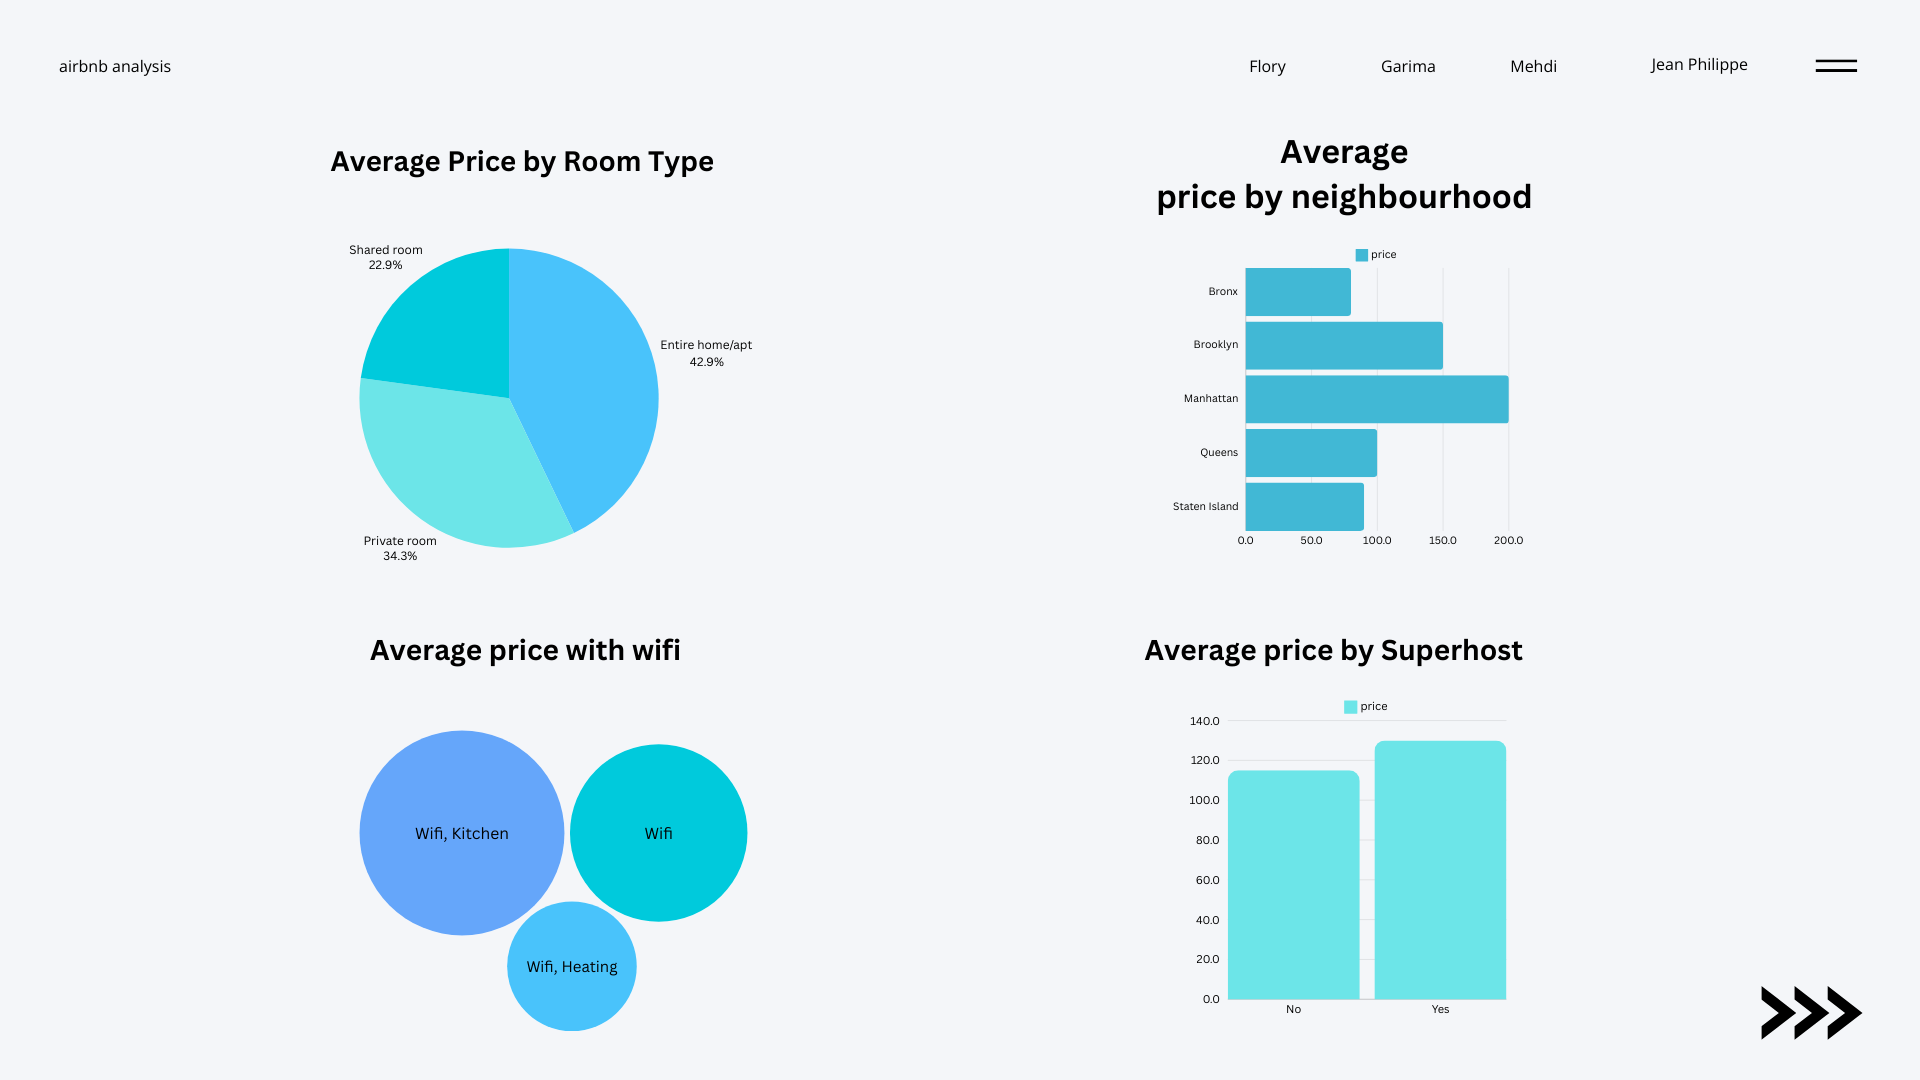 airbnb analysis
Flory
Garima
Mehdi
Jean Philippe
Average Price by Room Type
Shared room
22.9%
Entire home/apt
42.9%
Private room
34.3%
Average
price by neighbourhood
price
Bronx
Brooklyn
Manhattan
Queens
Staten Island
0.0 50.0 100.0 150.0 200.0
Average price with wifi
Wifi, Kitchen
Wifi
Wifi, Heating
Average price by Superhost
price
140.0
120.0
100.0
80.0
60.0
40.0
20.0
0.0
No Yes